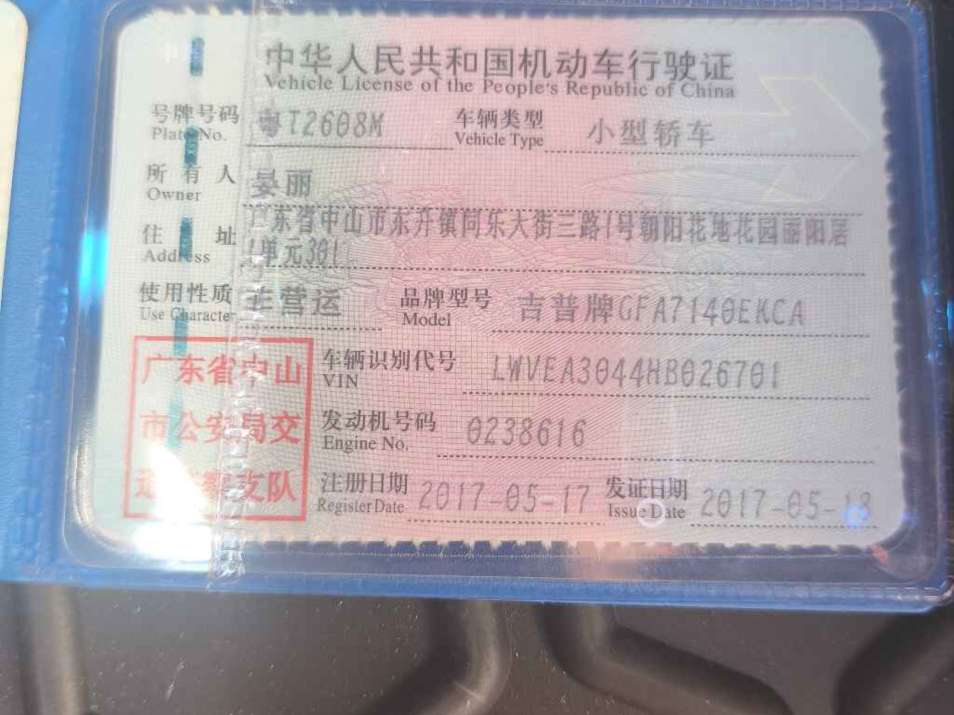 中华人民共和国机动车行驶证
Vehicle License of the People's Republic of China
号牌号码 粤T2608M 车辆类型 小型轿车
Plate No. Vehicle Type
所有人 晏丽
Owner
住址 广东省中山市东升镇同乐大街三路1号朝阳花地花园丽阳居
Address 1单元301
使用性质 非营运 品牌型号 吉普牌GFA7140EKCA
Use Character Model
广东省中山
市公安局交
通警察支队
车辆识别代号 LWVEA3044HB026701
VIN
发动机号码 0238616
Engine No.
注册日期 2017-05-17 发证日期 2017-05-18
Register Date Issue Date